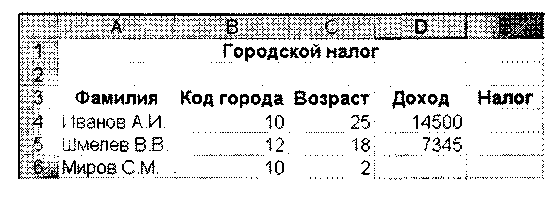 A B C D E
1 Городской налог
2
3 Фамилия Код города Возраст Доход Налог
4 Иванов А.И. 10 25 14500
5 Шмелев В.В. 12 18 7345
6 Миров С.М. 10 2